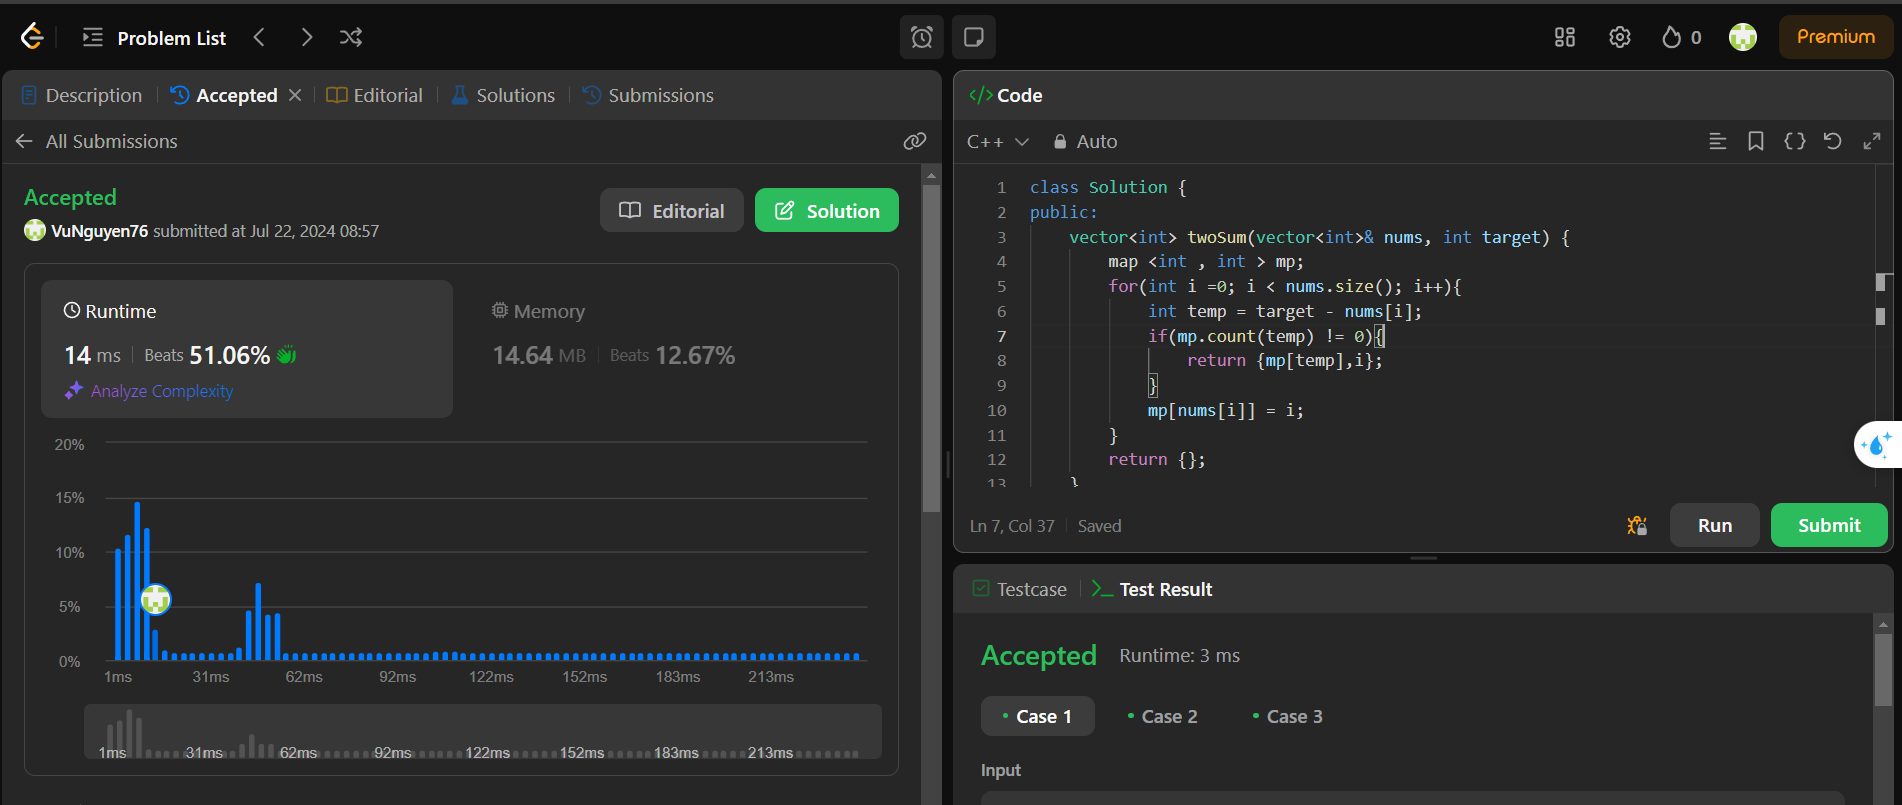 Problem List
0
Premium
Description
Accepted
Editorial
Solutions
Submissions
All Submissions
Accepted
VuNguyen76 submitted at Jul 22, 2024 08:57
Editorial
Solution
Runtime
14 ms
Beats 51.06%
Analyze Complexity
Memory
14.64 MB
Beats 12.67%
20%
15%
10%
5%
0%
1ms 31ms 62ms 92ms 122ms 152ms 183ms 213ms
1ms 31ms 62ms 92ms 122ms 152ms 183ms 213ms
</> Code
C++
Auto
1 class Solution {
2 public:
3 vector<int> twoSum(vector<int>& nums, int target) {
4 map <int , int > mp;
5 for(int i =0; i < nums.size(); i++){
6 int temp = target - nums[i];
7 if(mp.count(temp) != 0){
8 return {mp[temp],i};
9 }
10 mp[nums[i]] = i;
11 }
12 return {};
13 }
Ln 7, Col 37 Saved
Run
Submit
Testcase
Test Result
Accepted Runtime: 3 ms
• Case 1 • Case 2 • Case 3
Input